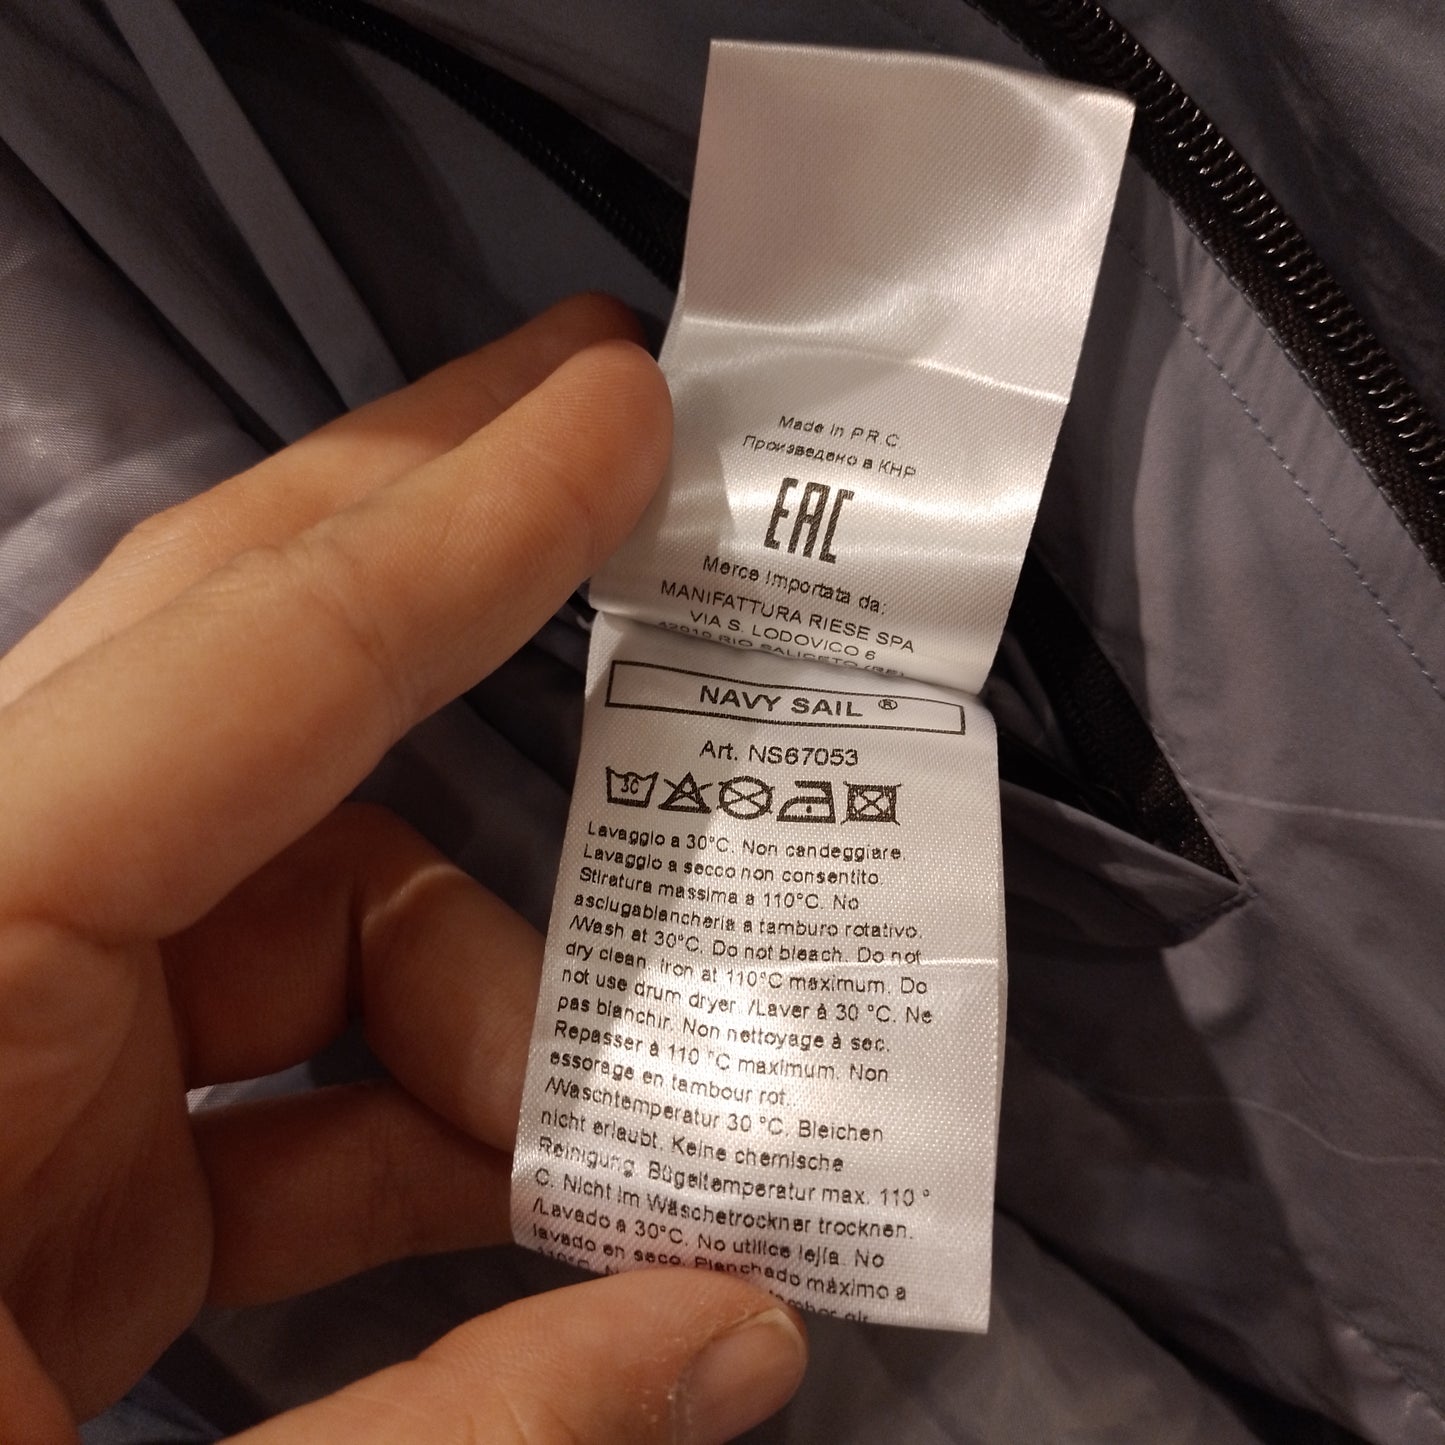 Made in P.R.C
Произведено в КНР
EAC
Merce importata da:
MANIFATTURA RIESE SPA
VIA S. LODOVICO 6
42010 RIO SALICETO (RE)
NAVY SAIL ®
Art. NS67053
30
Lavaggio a 30°C. Non candeggiare.
Lavaggio a secco non consentito.
Stiratura massima a 110°C. No
asciugabiancheria a tamburo rotativo.
/Wash at 30°C. Do not bleach. Do not
dry clean. Iron at 110°C maximum. Do
not use drum dryer. /Laver à 30 °C. Ne
pas blanchir. Non nettoyage à sec.
Repasser à 110 °C maximum. Non
essorage en tambour rot.
/Waschtemperatur 30 °C. Bleichen
nicht erlaubt. Keine chemische
Reinigung. Bügeltemperatur max. 110 °
C. Nicht im Wäschetrockner trocknen.
/Lavado a 30°C. No utilice lejía. No
lavado en seco. Planchado máximo a
110°C. N